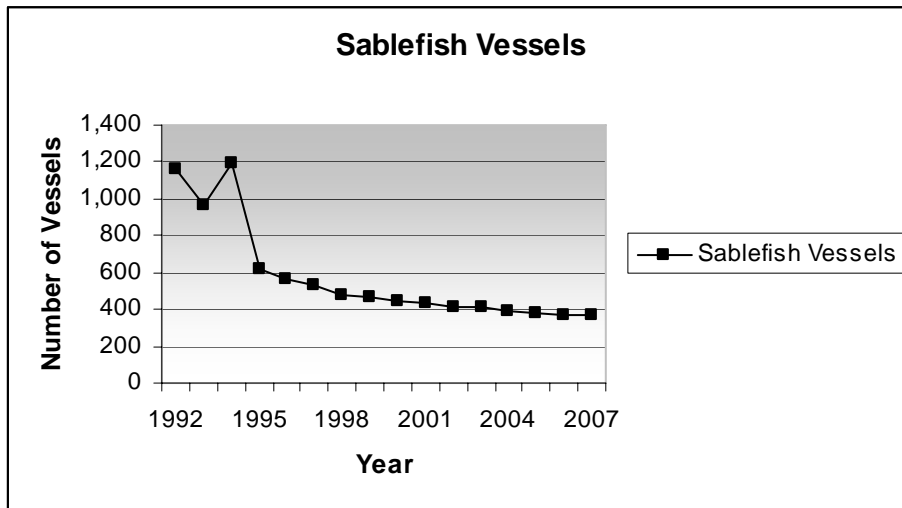 Sablefish Vessels
Number of Vessels
1,400
1,200
1,000
800
600
400
200
0
1992 1995 1998 2001 2004 2007
Year
Sablefish Vessels